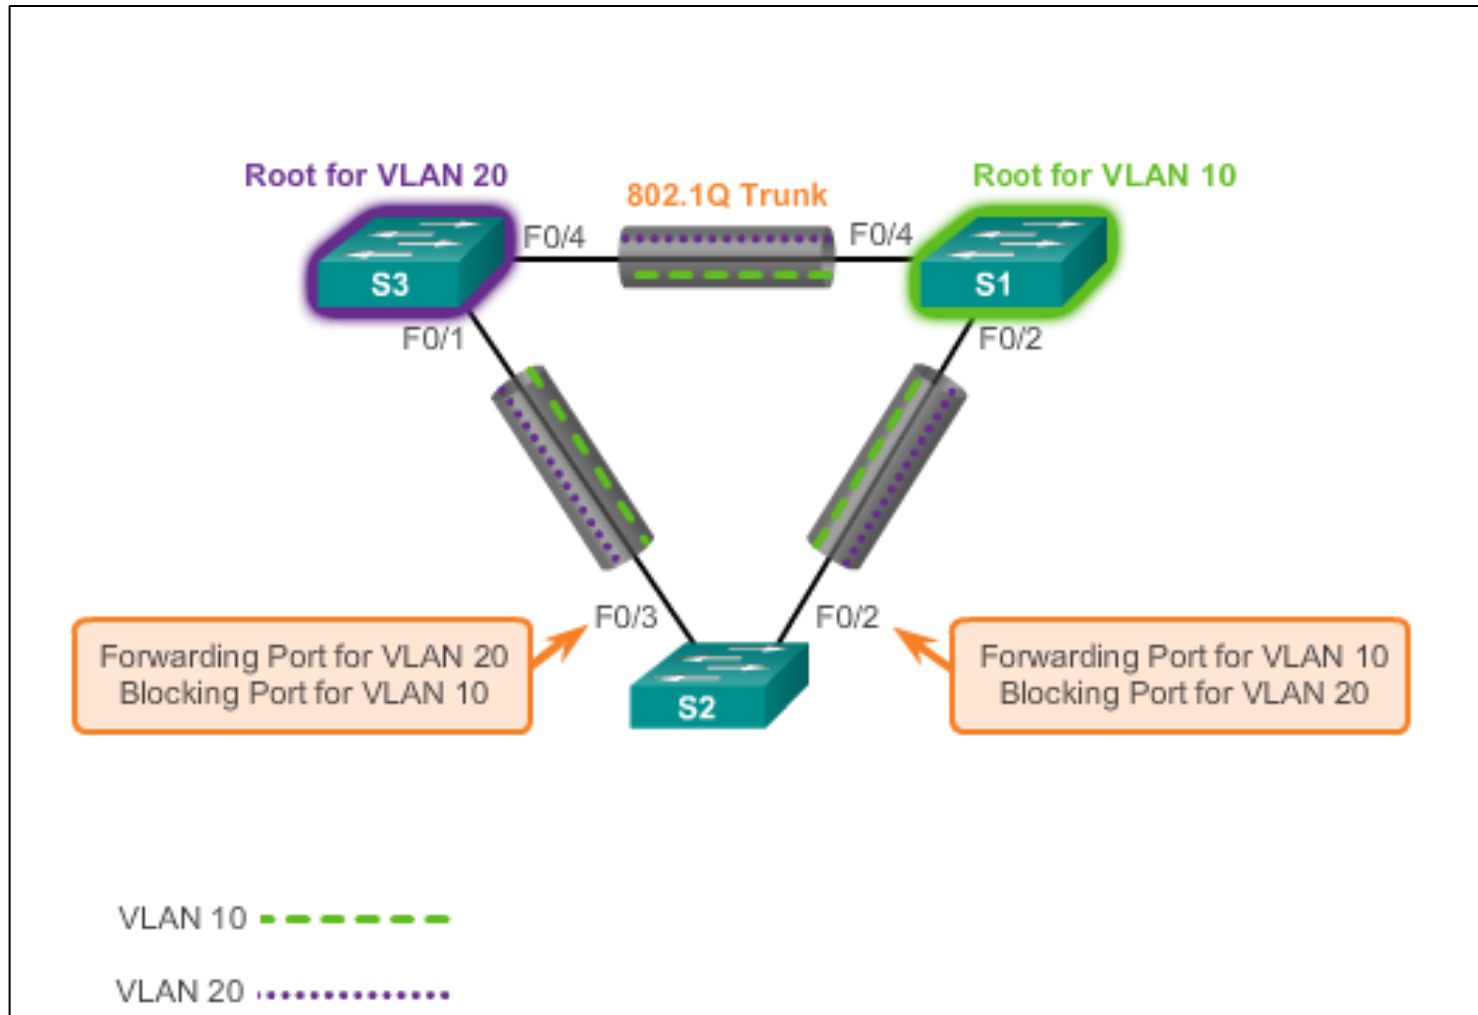 Root for VLAN 20
802.1Q Trunk
Root for VLAN 10
F0/4
F0/4
S3
S1
F0/1
F0/2
F0/3
F0/2
Forwarding Port for VLAN 20
Blocking Port for VLAN 10
Forwarding Port for VLAN 10
Blocking Port for VLAN 20
S2
VLAN 10
VLAN 20